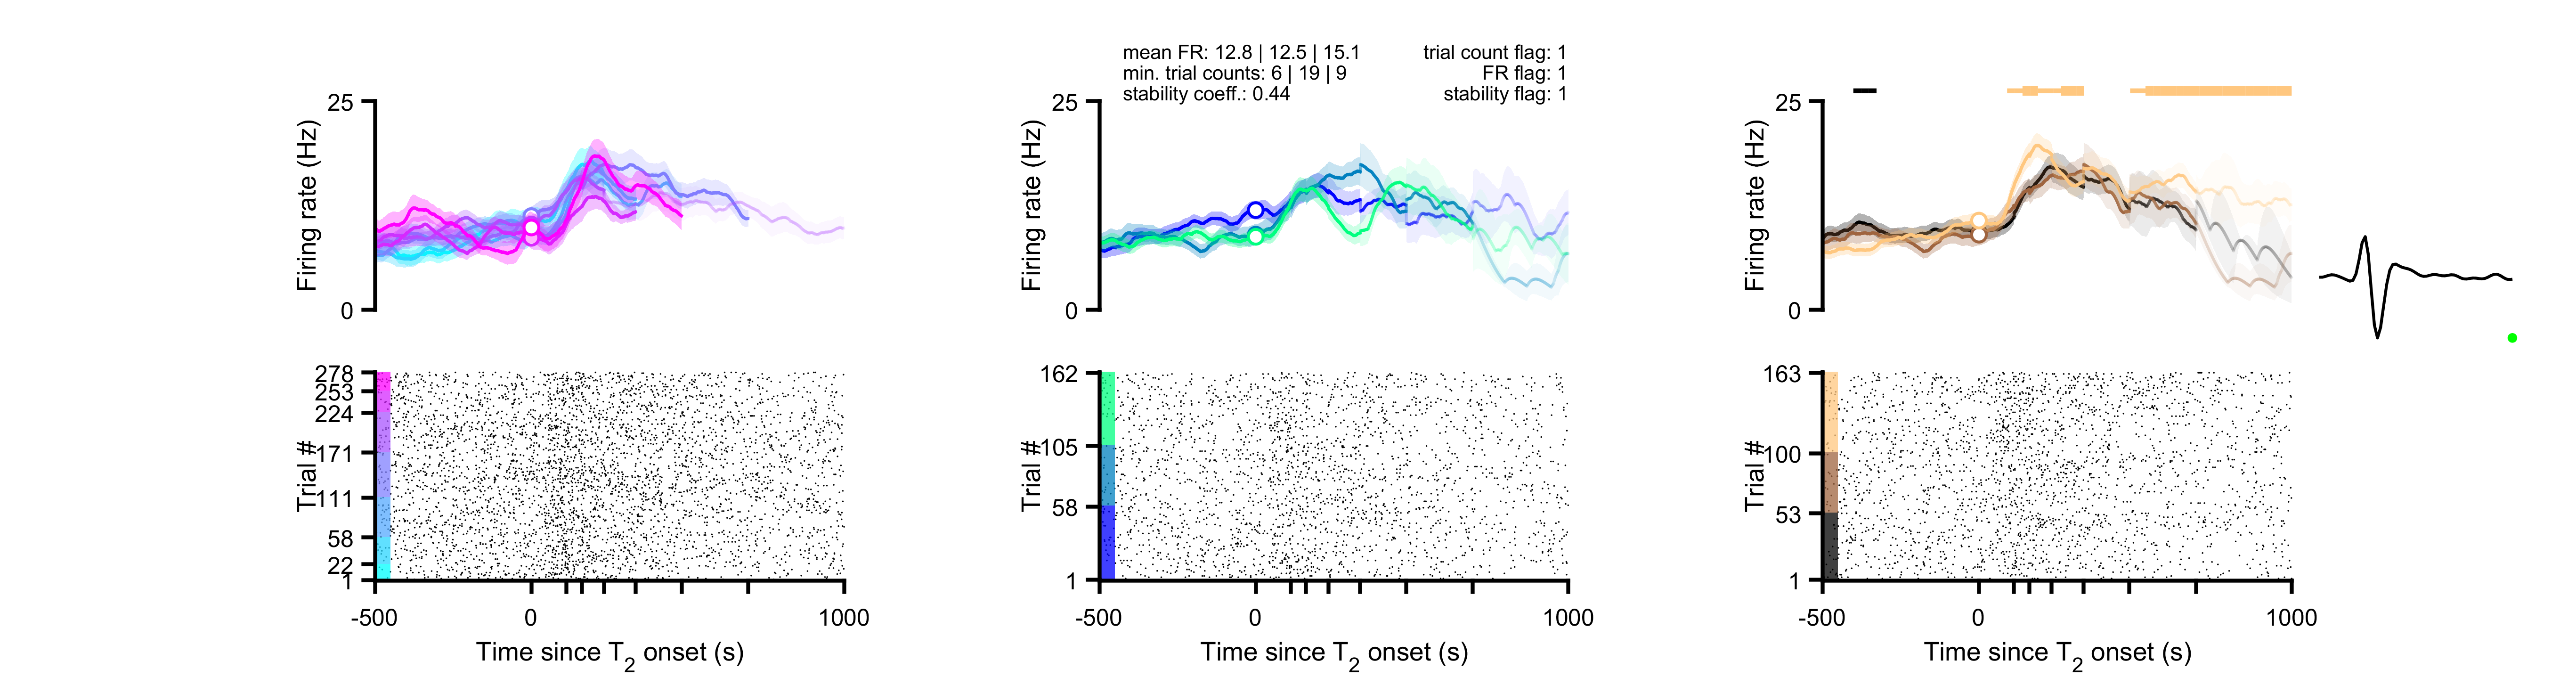 mean FR: 12.8 | 12.5 | 15.1
min. trial counts: 6 | 19 | 9
stability coeff.: 0.44
trial count flag: 1
FR flag: 1
stability flag: 1
25
Firing rate (Hz)
0
25
Firing rate (Hz)
0
25
Firing rate (Hz)
0
278
253
224
171
111
58
22
1
Trial #
-500
0
1000
Time since T2 onset (s)
162
105
58
1
Trial #
-500
0
1000
Time since T2 onset (s)
163
100
53
1
Trial #
-500
0
1000
Time since T2 onset (s)